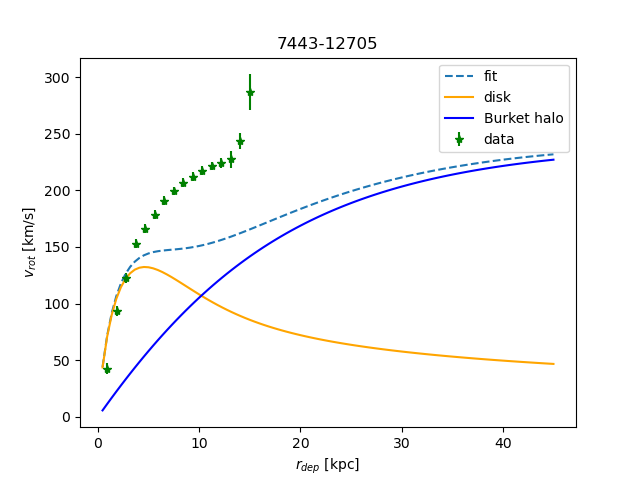 7443-12705
fit
disk
Burket halo
data
300
250
200
150
100
50
0
v_rot [km/s]
0 10 20 30 40
r_dep [kpc]